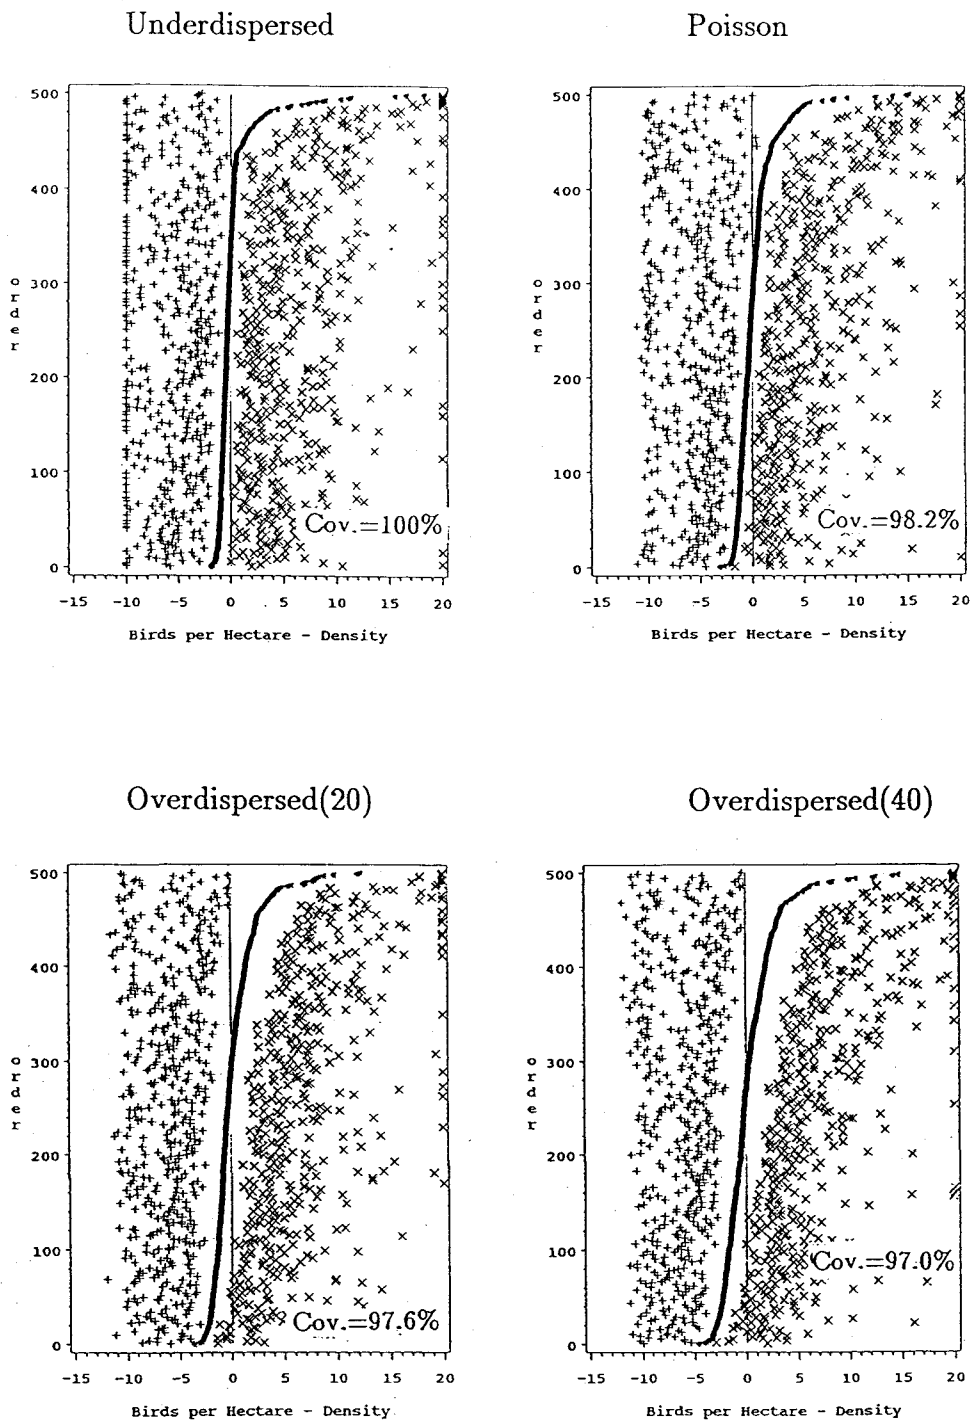 Underdispersed
500
400
300
200
100
0
order
Cov.=100%
-15 -10 -5 0 5 10 15 20
Birds per Hectare - Density
Poisson
500
400
300
200
100
0
order
Cov.=98.2%
-15 -10 -5 0 5 10 15 20
Birds per Hectare - Density
Overdispersed(20)
500
400
300
200
100
0
order
Cov.=97.6%
-15 -10 -5 0 5 10 15 20
Birds per Hectare - Density
Overdispersed(40)
500
400
300
200
100
0
order
Cov.=97.0%
-15 -10 -5 0 5 10 15 20
Birds per Hectare - Density